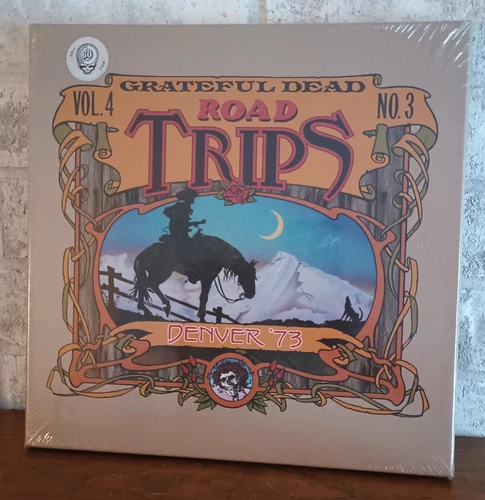 GRATEFUL DEAD
VOL. 4
ROAD
NO. 3
TRIPS
DENVER '73